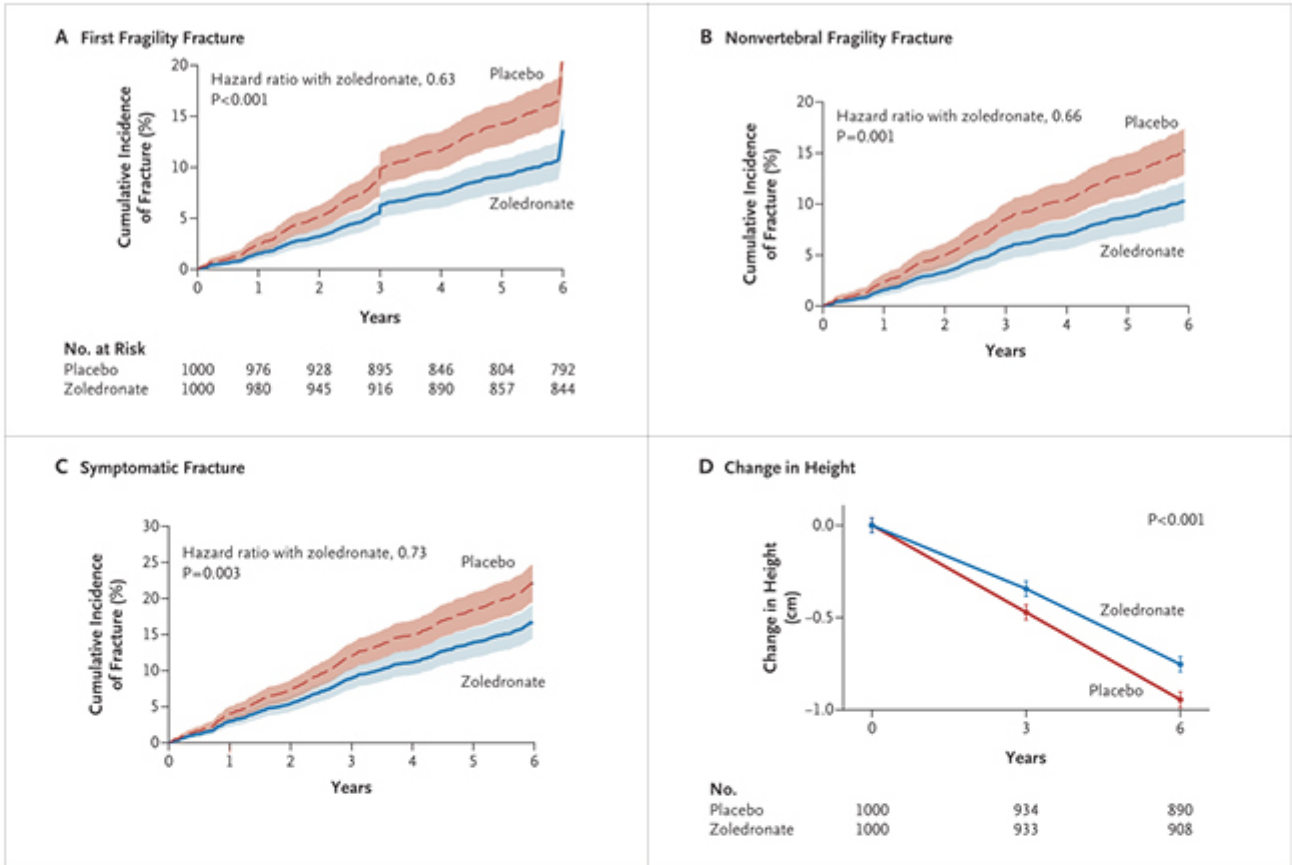 A First Fragility Fracture
Hazard ratio with zoledronate, 0.63
P<0.001
Placebo
Zoledronate
Cumulative Incidence
of Fracture (%)
20
15
10
5
0
0 1 2 3 4 5 6
Years
No. at Risk
Placebo 1000 976 928 895 846 804 792
Zoledronate 1000 980 945 916 890 857 844
B Nonvertebral Fragility Fracture
Hazard ratio with zoledronate, 0.66
P=0.001
Placebo
Zoledronate
Cumulative Incidence
of Fracture (%)
20
15
10
5
0
0 1 2 3 4 5 6
Years
C Symptomatic Fracture
Hazard ratio with zoledronate, 0.73
P=0.003
Placebo
Zoledronate
Cumulative Incidence
of Fracture (%)
30
25
20
15
10
5
0
0 1 2 3 4 5 6
Years
D Change in Height
P<0.001
Zoledronate
Placebo
Change in Height
(cm)
0.0
-0.5
-1.0
0 3 6
Years
No.
Placebo 1000 934 890
Zoledronate 1000 933 908